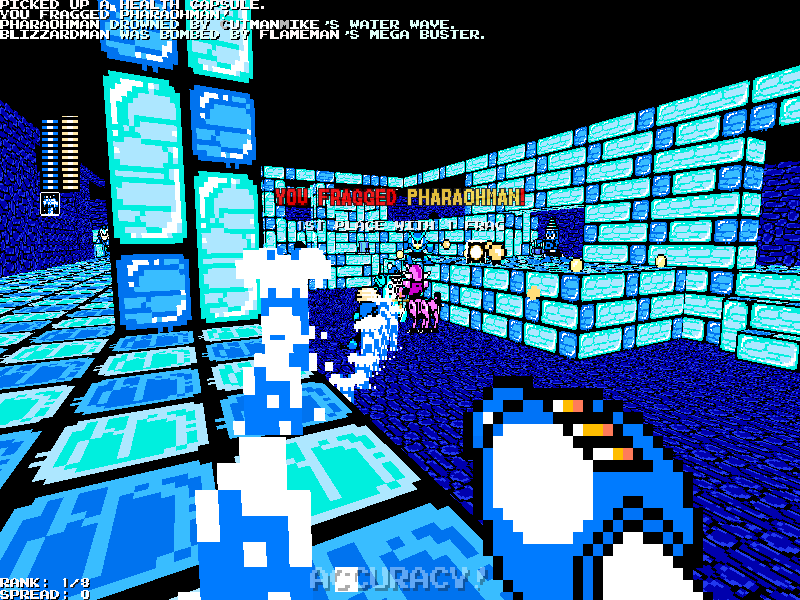 PICKED UP A HEALTH CAPSULE.
YOU FRAGGED PHARAOHMAN!
PHARAOHMAN DROWNED BY CUTMANMIKE'S WATER WAVE.
BLIZZARDMAN WAS BOMBED BY FLAMEMAN'S MEGA BUSTER.
YOU FRAGGED PHARAOHMAN!
1ST PLACE WITH 1 FRAG
ACCURACY!
RANK: 1/8
SPREAD: 0